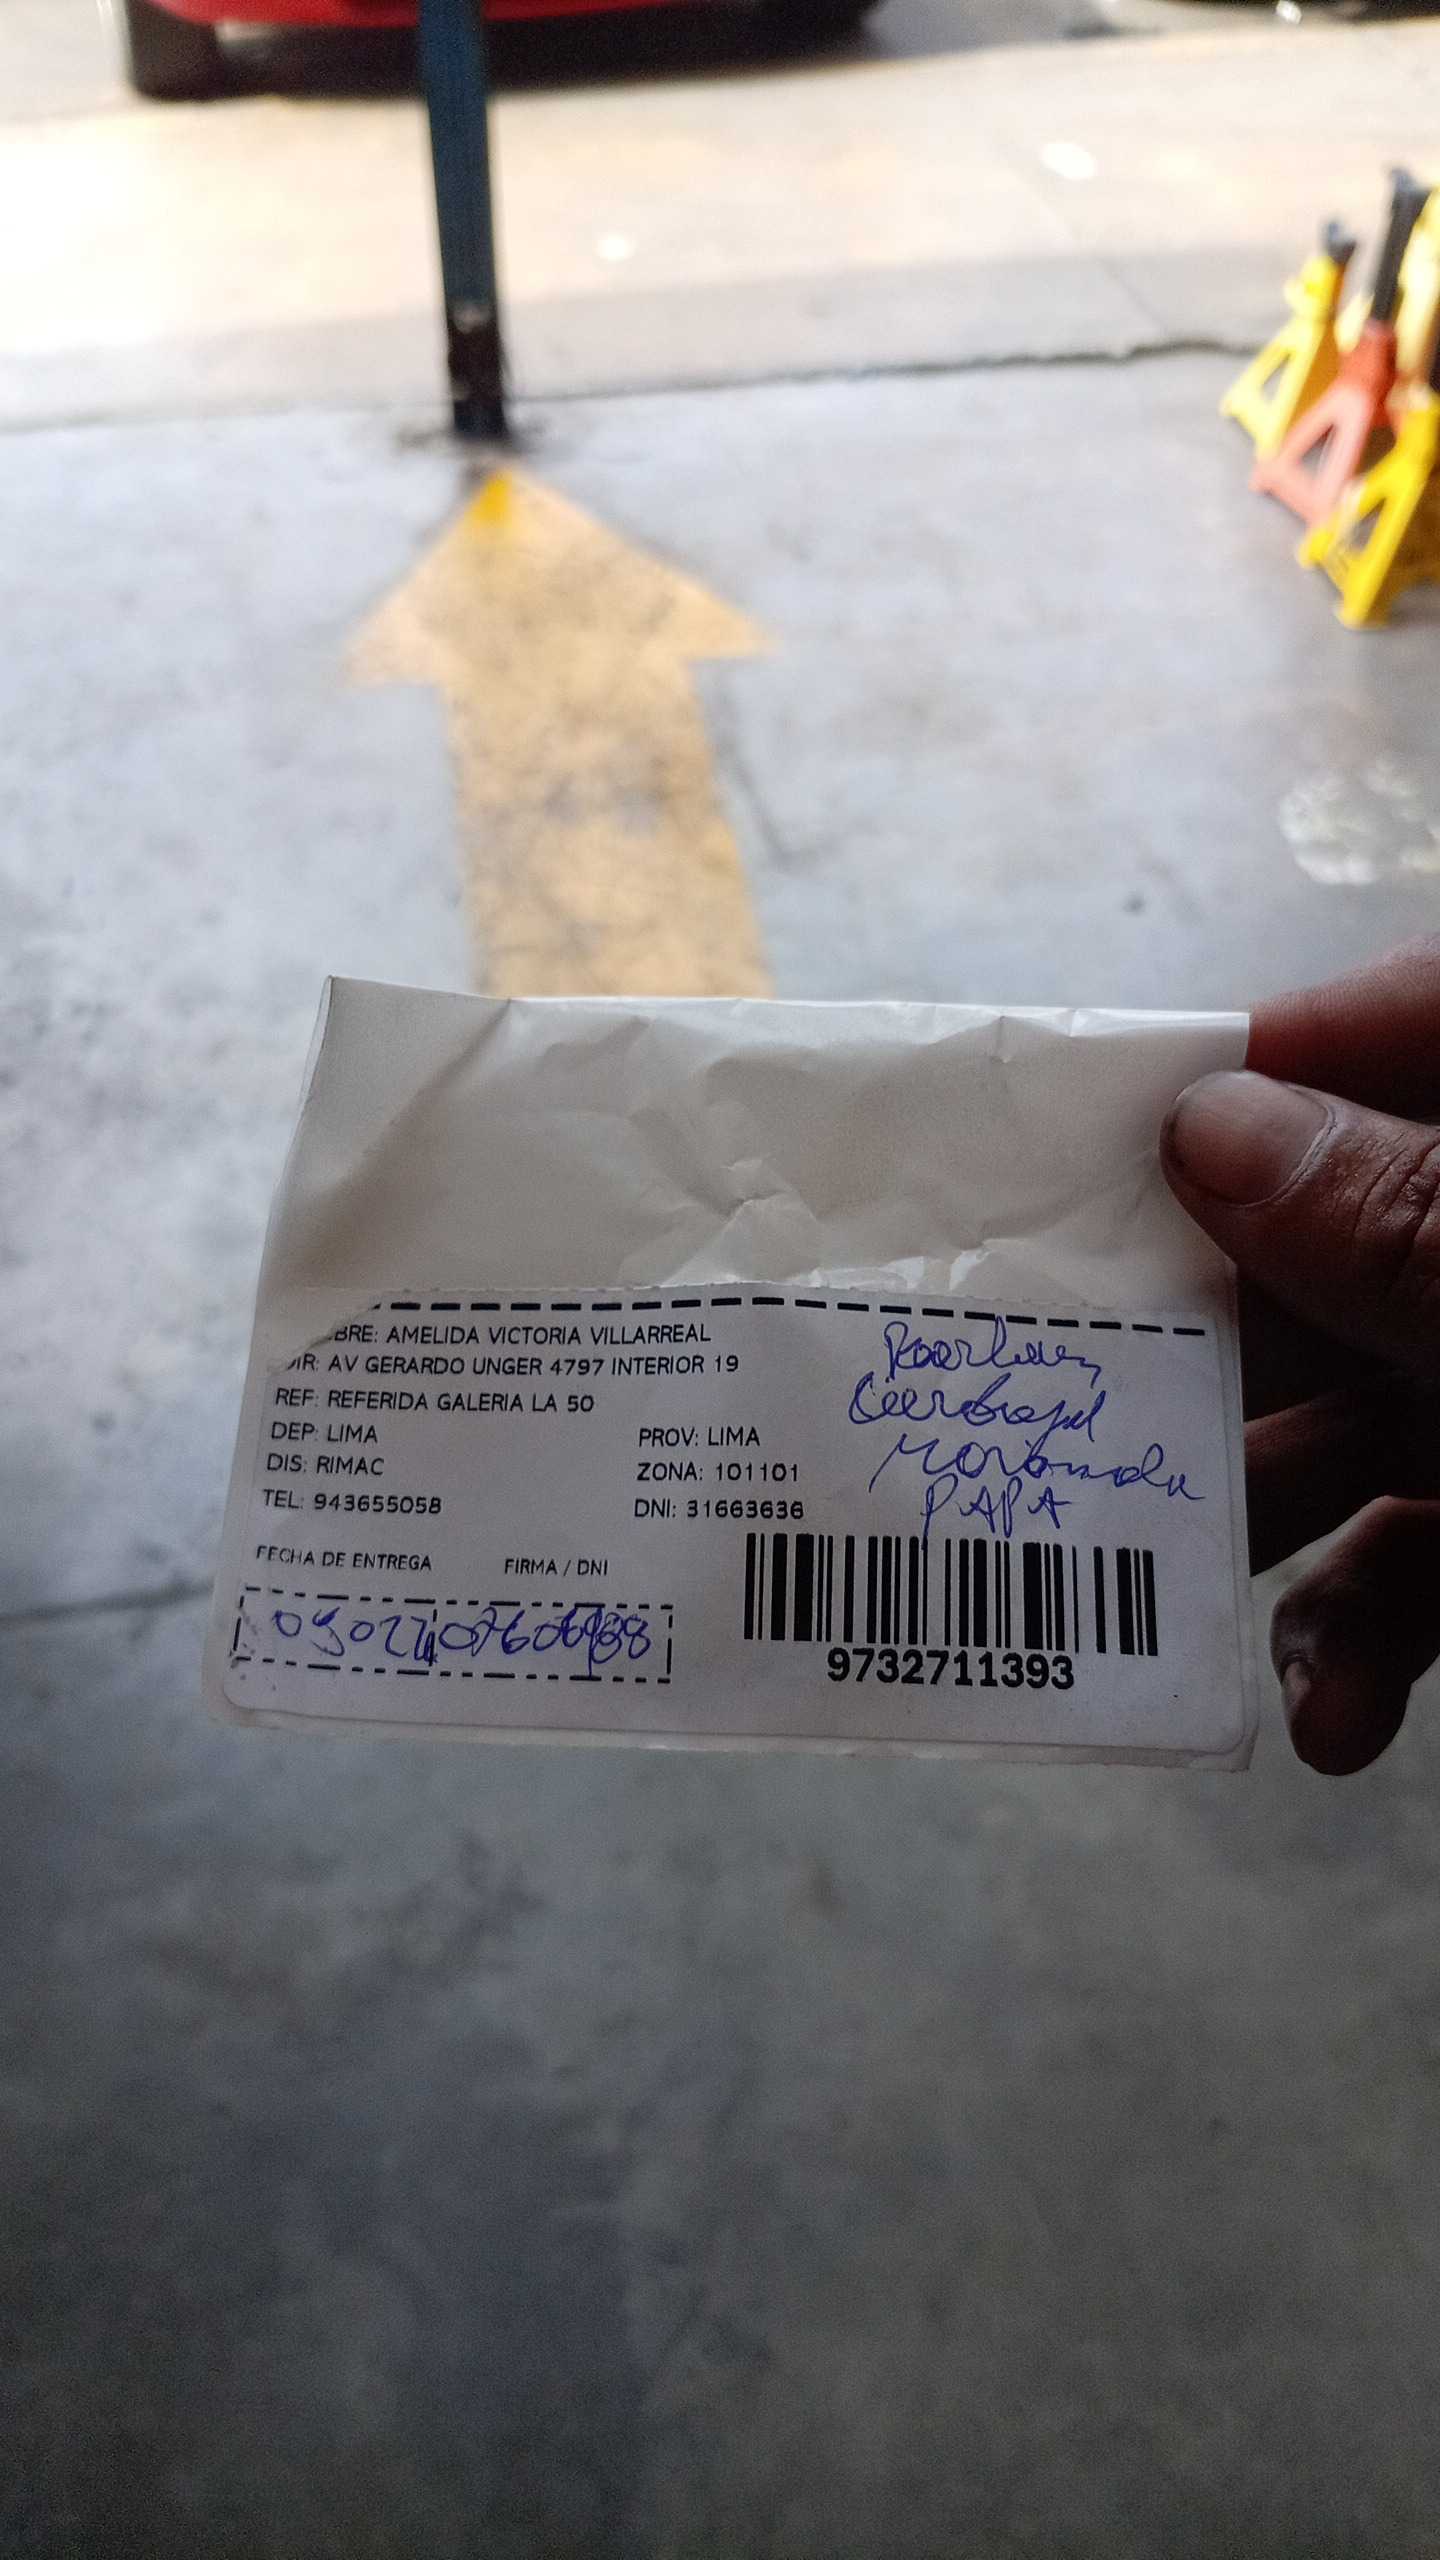 BRE: AMELIDA VICTORIA VILLARREAL
DIR: AV GERARDO UNGER 4797 INTERIOR 19
REF: REFERIDA GALERIA LA 50
DEP: LIMA PROV: LIMA
DIS: RIMAC ZONA: 101101
TEL: 943655058 DNI: 31663636
PAPA
FECHA DE ENTREGA FIRMA / DNI
9732711393